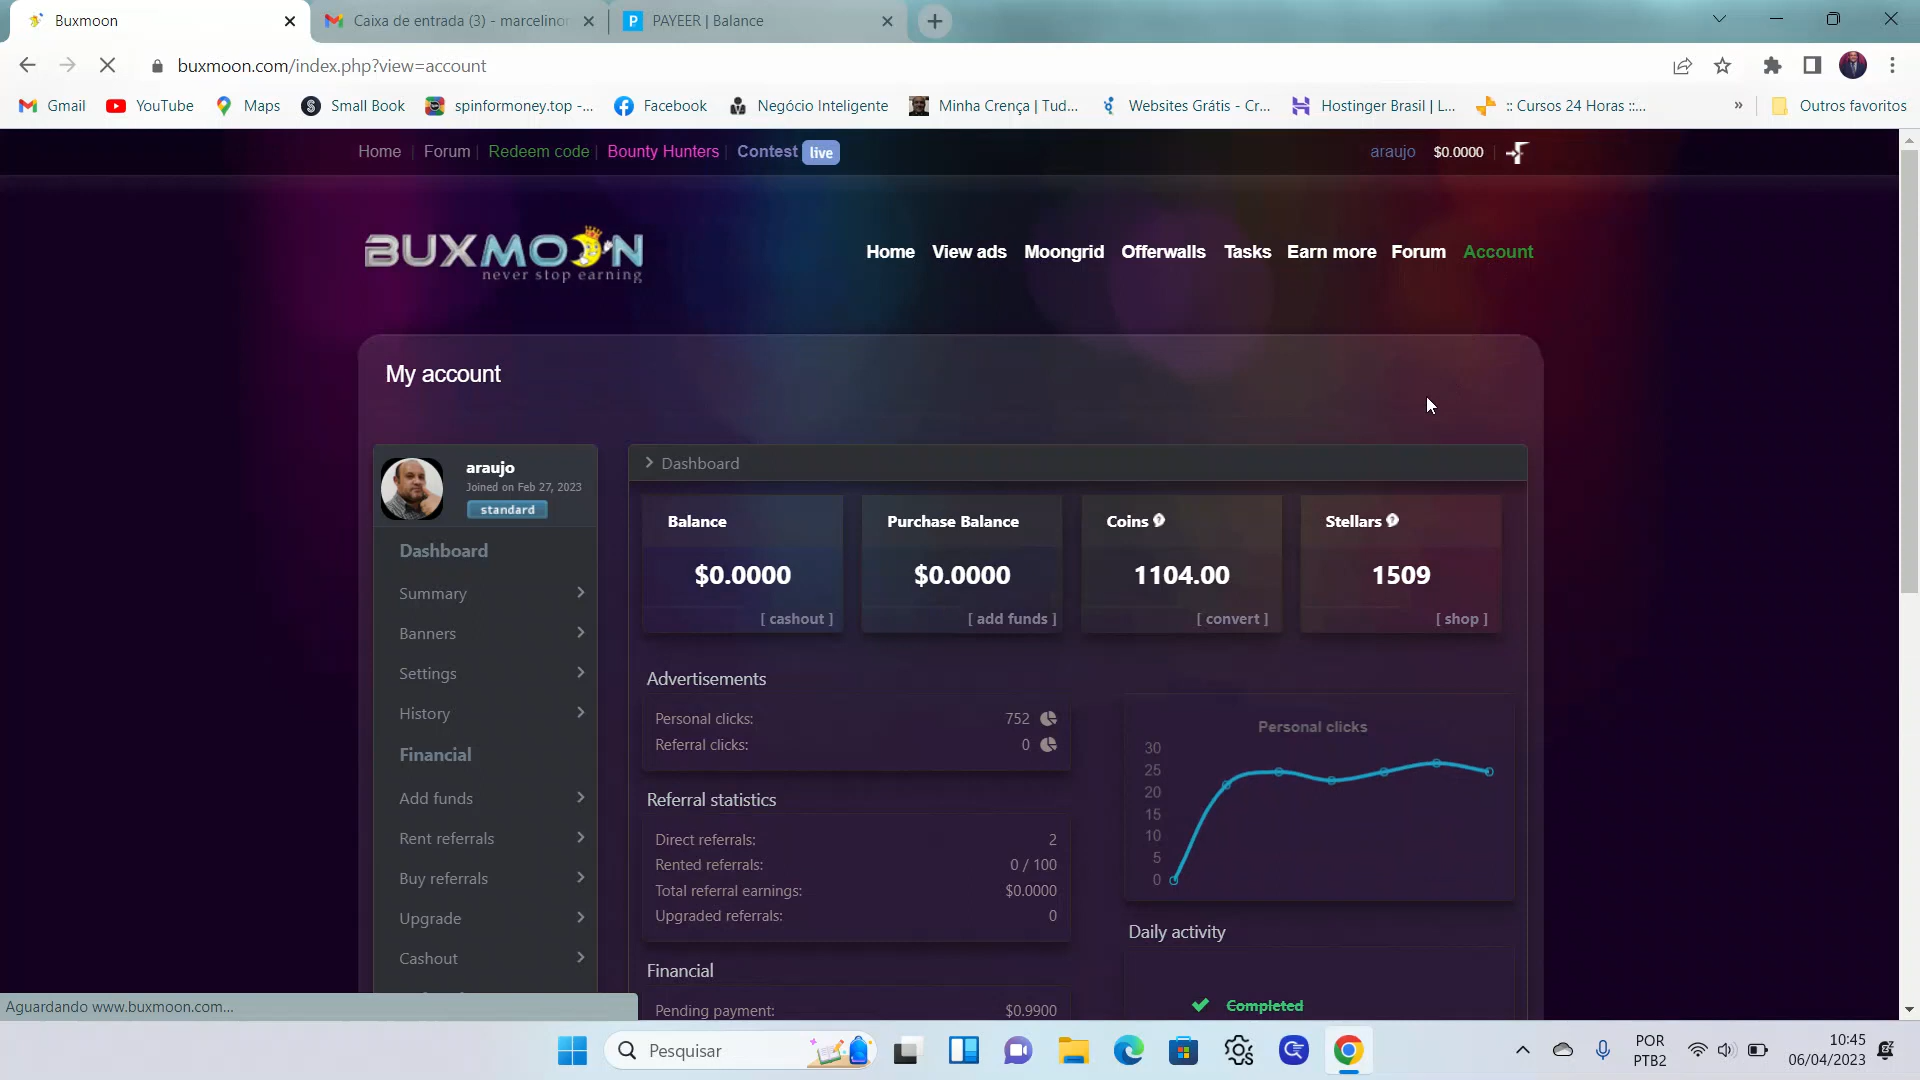 Buxmoon
Caixa de entrada (3) - marcelino
PAYEER | Balance
buxmoon.com/index.php?view=account
Gmail
YouTube
Maps
Small Book
spinformoney.top -...
Facebook
Negócio Inteligente
Minha Crença | Tud...
Websites Grátis - Cr...
Hostinger Brasil | L...
:: Cursos 24 Horas ::...
»
Outros favoritos
Home | Forum | Redeem code | Bounty Hunters | Contest live
araujo $0.0000
BUXMOON
never stop earning
Home View ads Moongrid Offerwalls Tasks Earn more Forum Account
My account
araujo
Joined on Feb 27, 2023
standard
Dashboard
Summary
Banners
Settings
History
Financial
Add funds
Rent referrals
Buy referrals
Upgrade
Cashout
Dashboard
Balance
$0.0000
[ cashout ]
Purchase Balance
$0.0000
[ add funds ]
Coins
1104.00
[ convert ]
Stellars
1509
[ shop ]
Advertisements
Personal clicks: 752
Referral clicks: 0
Referral statistics
Direct referrals: 2
Rented referrals: 0 / 100
Total referral earnings: $0.0000
Upgraded referrals: 0
Financial
Pending payment: $0.9900
Personal clicks
30
25
20
15
10
5
0
Daily activity
Completed
Aguardando www.buxmoon.com...
Pesquisar
POR
PTB2
10:45
06/04/2023